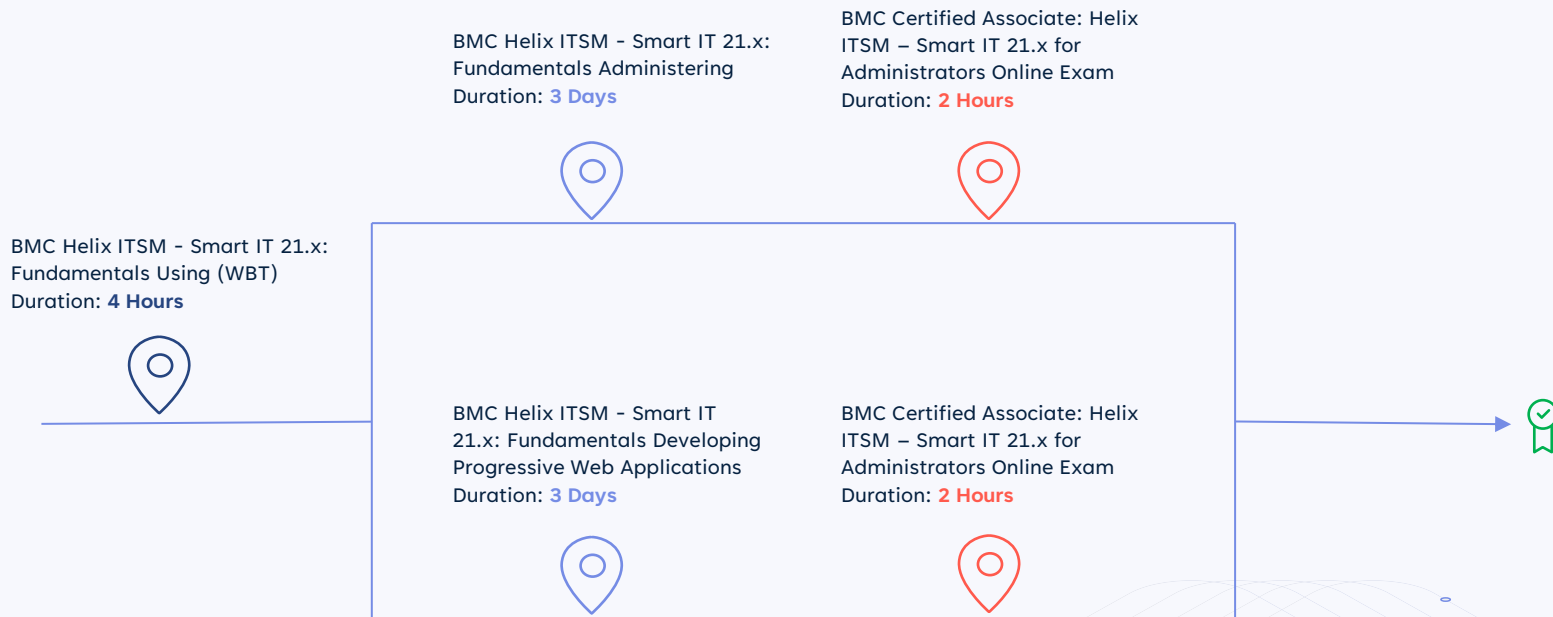 BMC Helix ITSM - Smart IT 21.x:
Fundamentals Using (WBT)
Duration: 4 Hours
BMC Helix ITSM - Smart IT 21.x:
Fundamentals Administering
Duration: 3 Days
BMC Certified Associate: Helix
ITSM – Smart IT 21.x for
Administrators Online Exam
Duration: 2 Hours
BMC Helix ITSM - Smart IT
21.x: Fundamentals Developing
Progressive Web Applications
Duration: 3 Days
BMC Certified Associate: Helix
ITSM – Smart IT 21.x for
Administrators Online Exam
Duration: 2 Hours